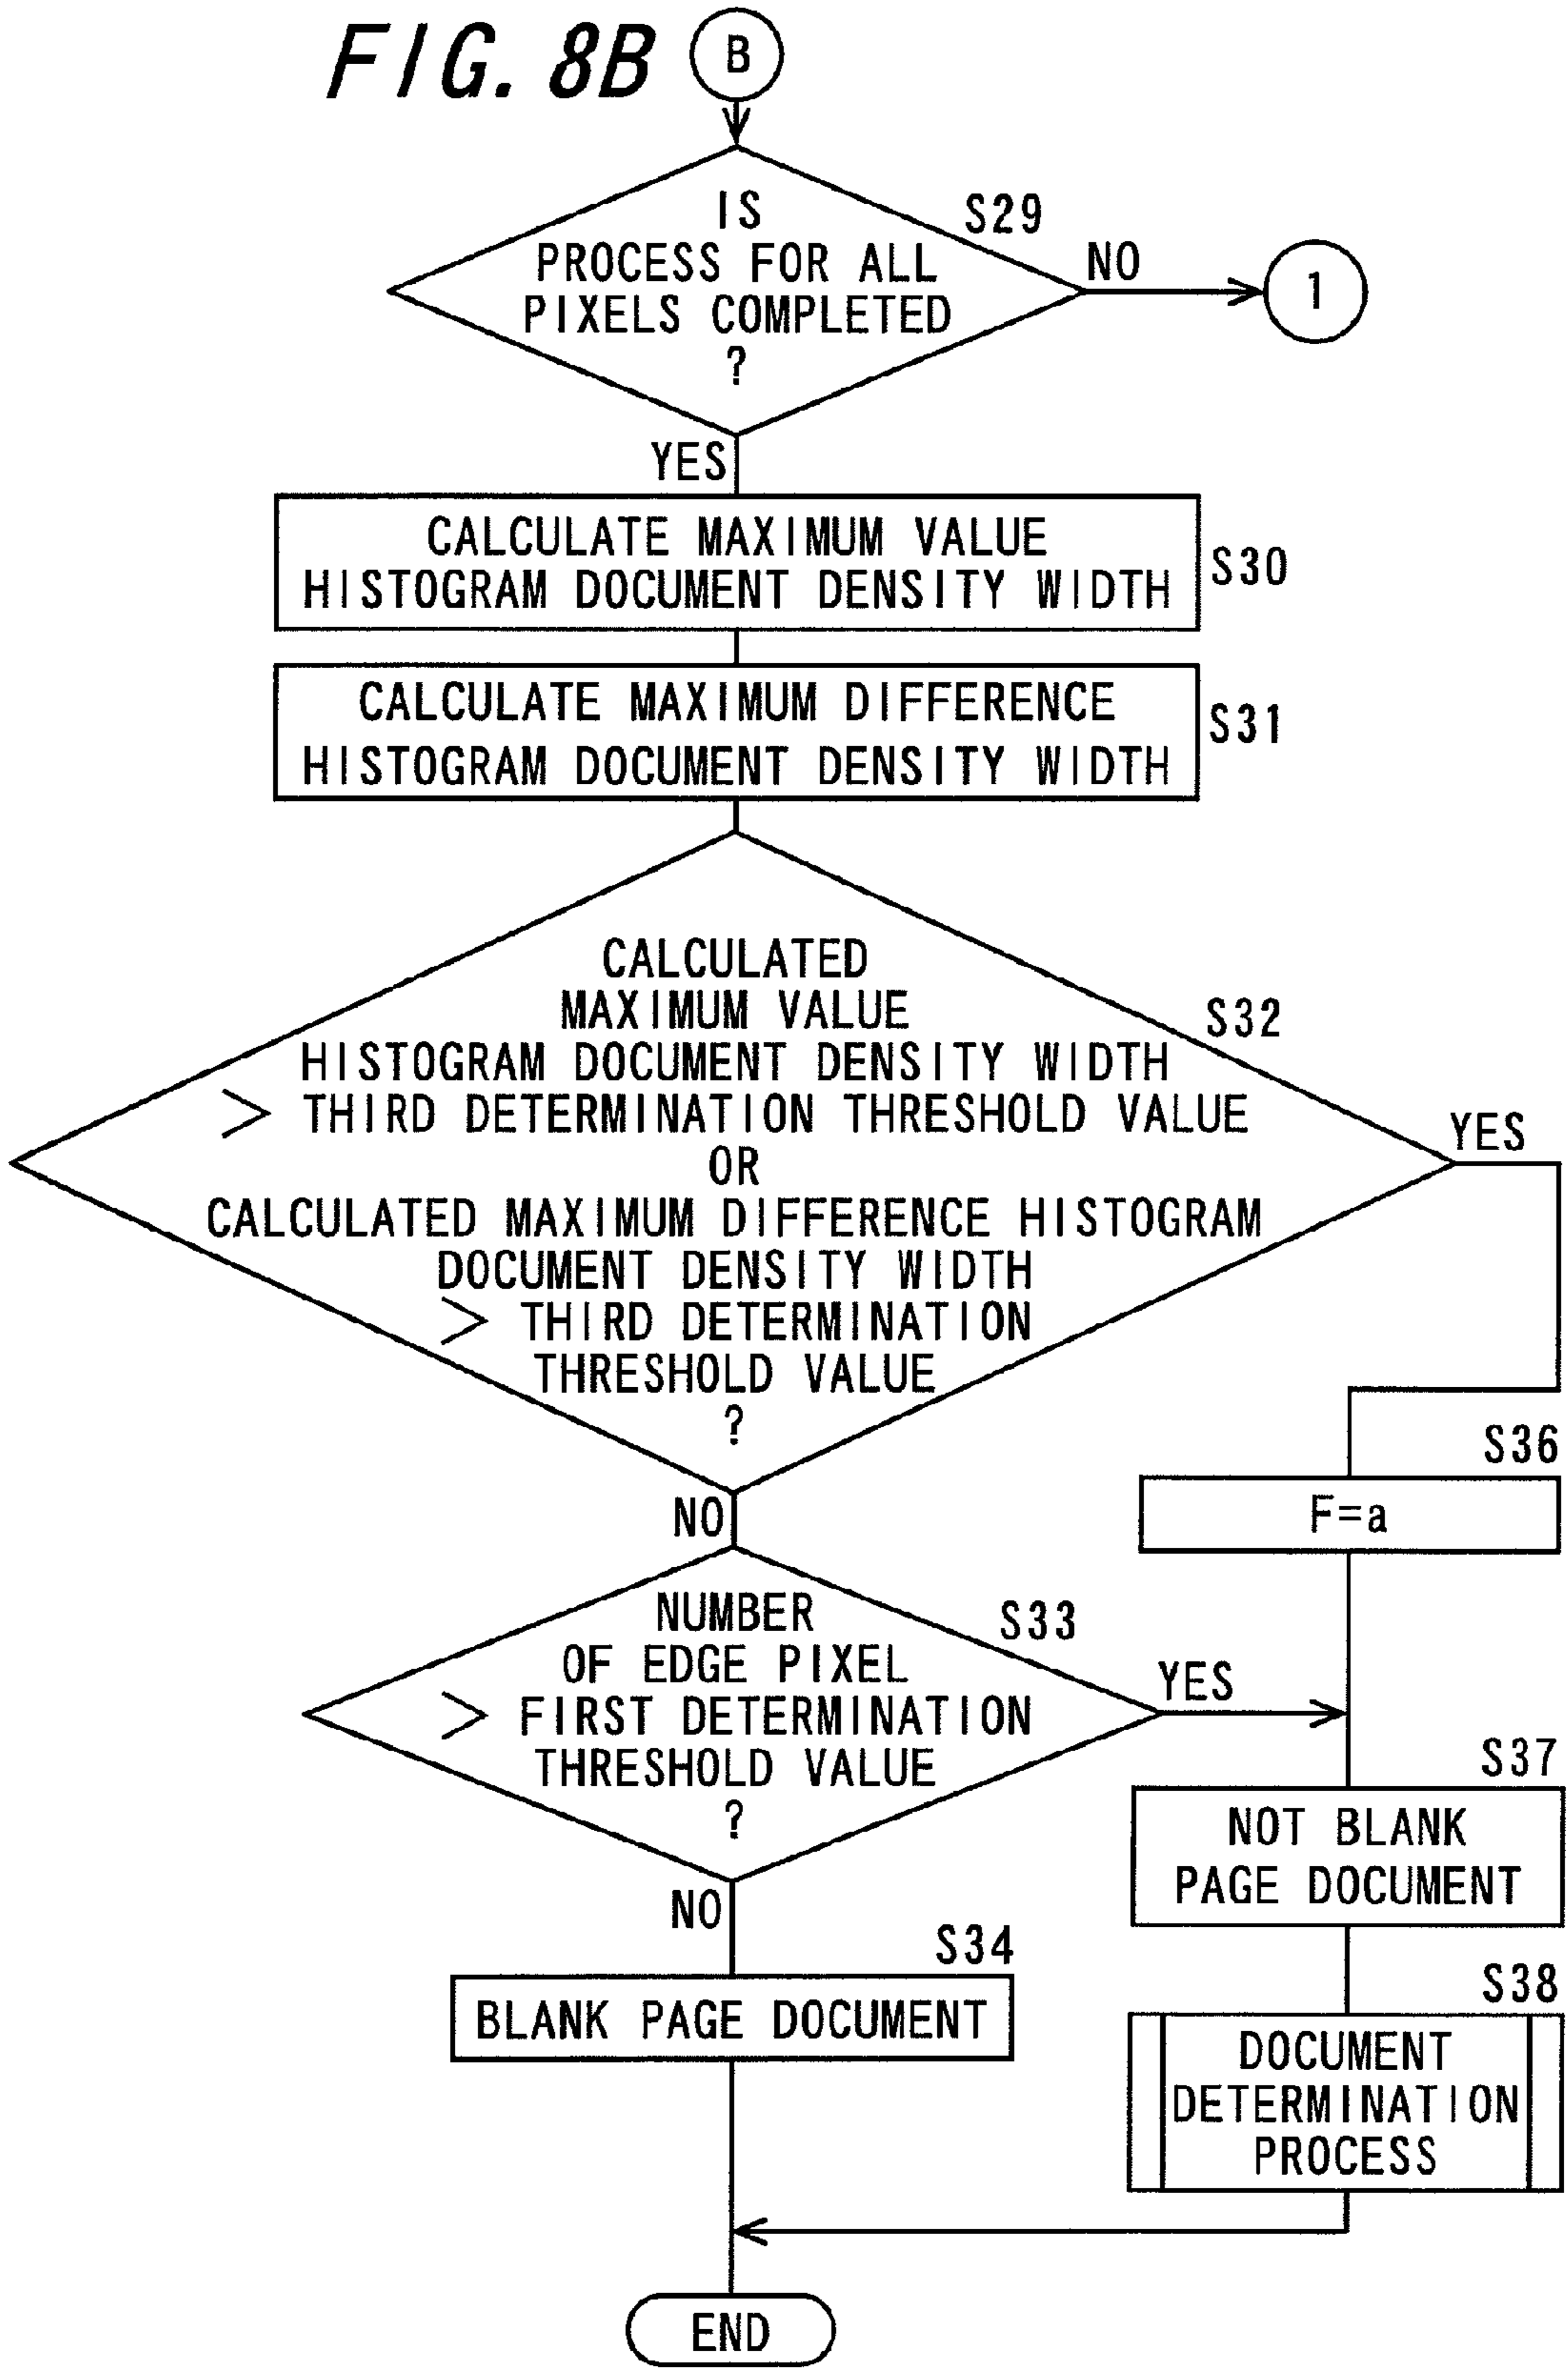 FIG. 8B
B
IS
PROCESS FOR ALL
PIXELS COMPLETED
?
S29
NO
1
YES
CALCULATE MAXIMUM VALUE
HISTOGRAM DOCUMENT DENSITY WIDTH
S30
CALCULATE MAXIMUM DIFFERENCE
HISTOGRAM DOCUMENT DENSITY WIDTH
S31
CALCULATED
MAXIMUM VALUE
HISTOGRAM DOCUMENT DENSITY WIDTH
> THIRD DETERMINATION THRESHOLD VALUE
OR
CALCULATED MAXIMUM DIFFERENCE HISTOGRAM
DOCUMENT DENSITY WIDTH
> THIRD DETERMINATION
THRESHOLD VALUE
?
S32
YES
NO
S36
F=a
NUMBER
OF EDGE PIXEL
> FIRST DETERMINATION
THRESHOLD VALUE
?
S33
YES
NO
S37
NOT BLANK
PAGE DOCUMENT
S34
BLANK PAGE DOCUMENT
S38
DOCUMENT
DETERMINATION
PROCESS
END